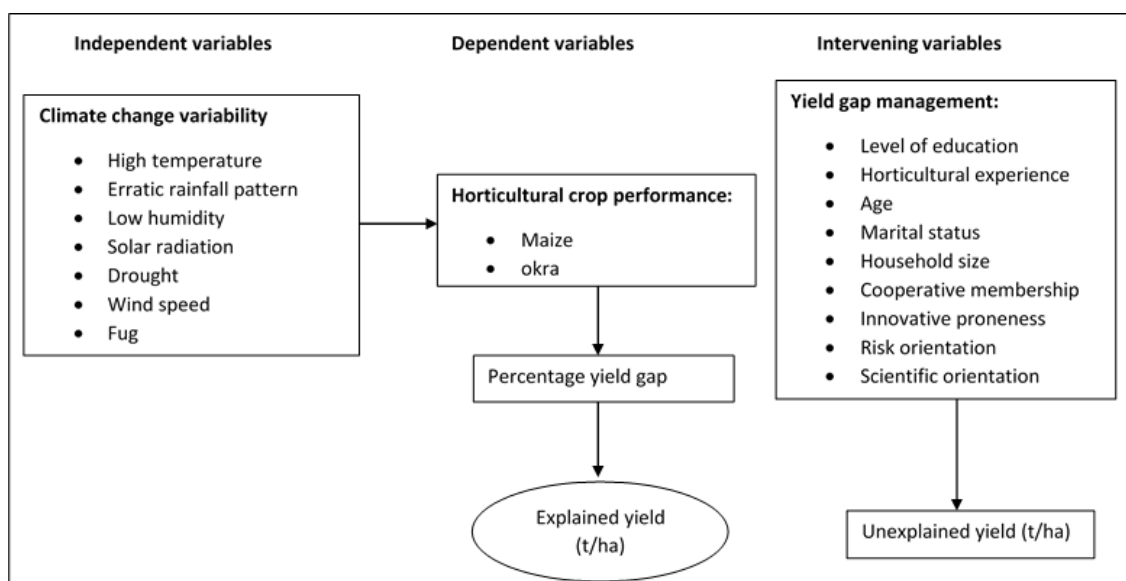 Independent variables
Dependent variables
Intervening variables
Climate change variability
• High temperature
• Erratic rainfall pattern
• Low humidity
• Solar radiation
• Drought
• Wind speed
• Fug
Horticultural crop performance:
• Maize
• okra
Percentage yield gap
Explained yield
(t/ha)
Yield gap management:
• Level of education
• Horticultural experience
• Age
• Marital status
• Household size
• Cooperative membership
• Innovative proneness
• Risk orientation
• Scientific orientation
Unexplained yield (t/ha)